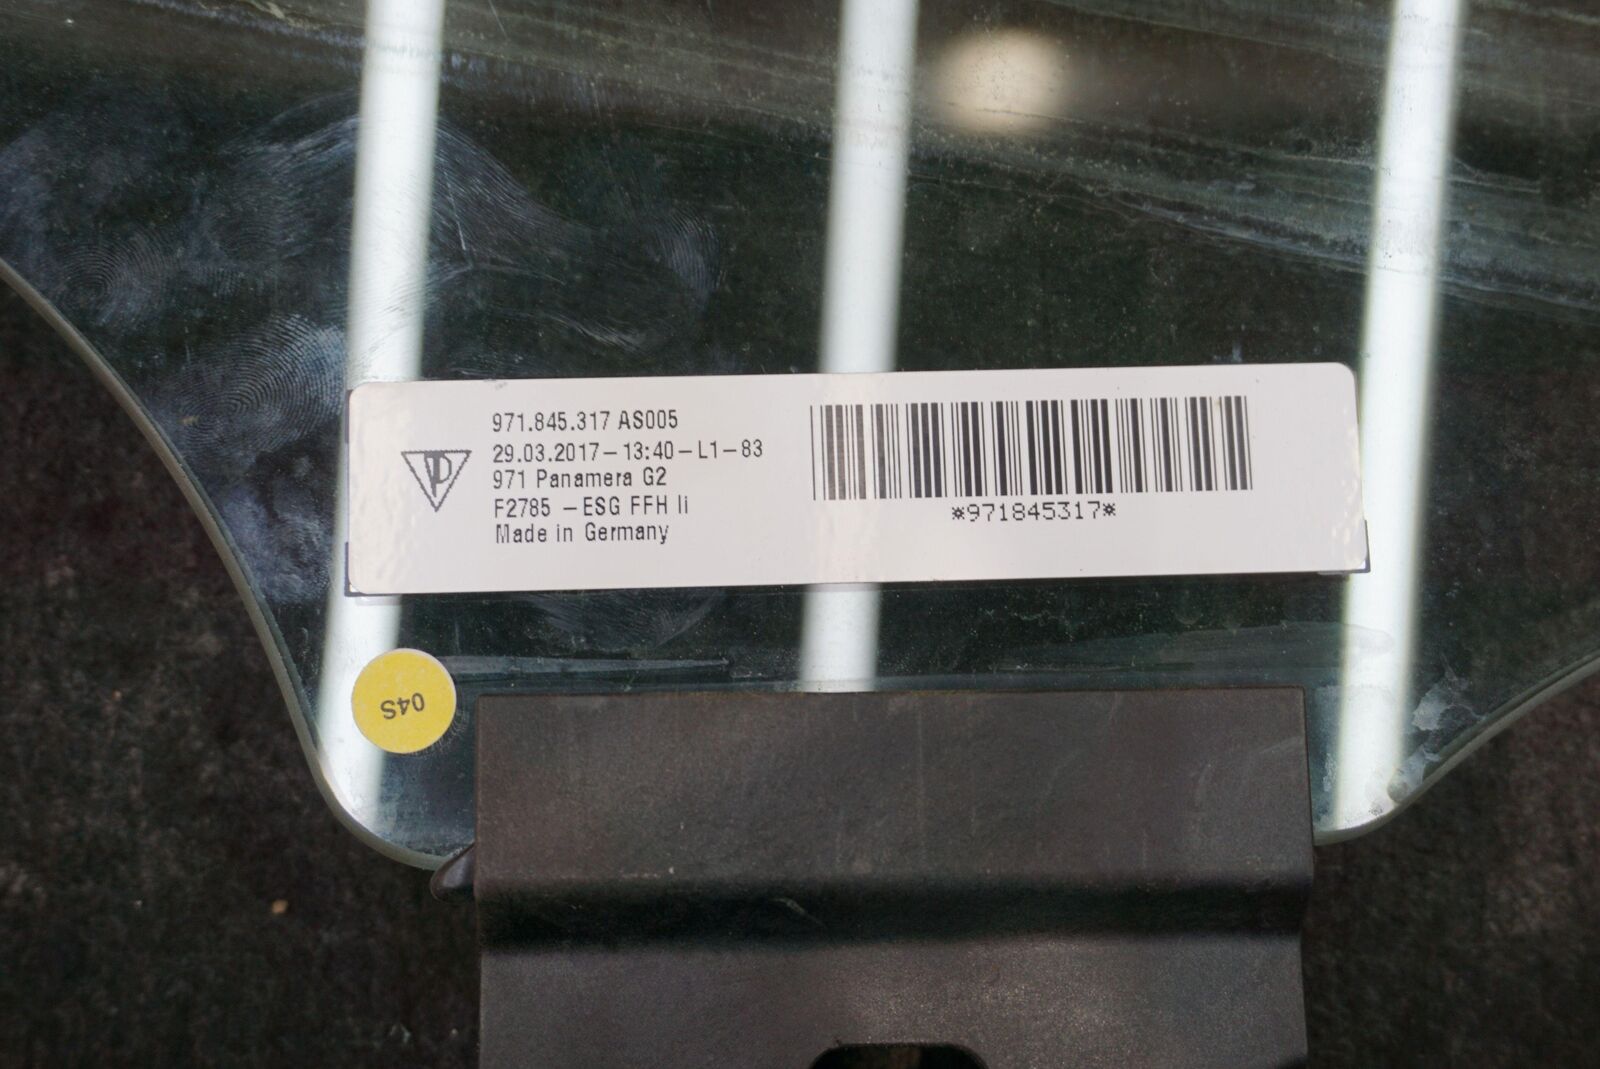 971.845.317 AS005
29.03.2017-13:40-L1-83
971 Panamera G2
F2785 -ESG FFH li
Made in Germany
*971845317*
04S